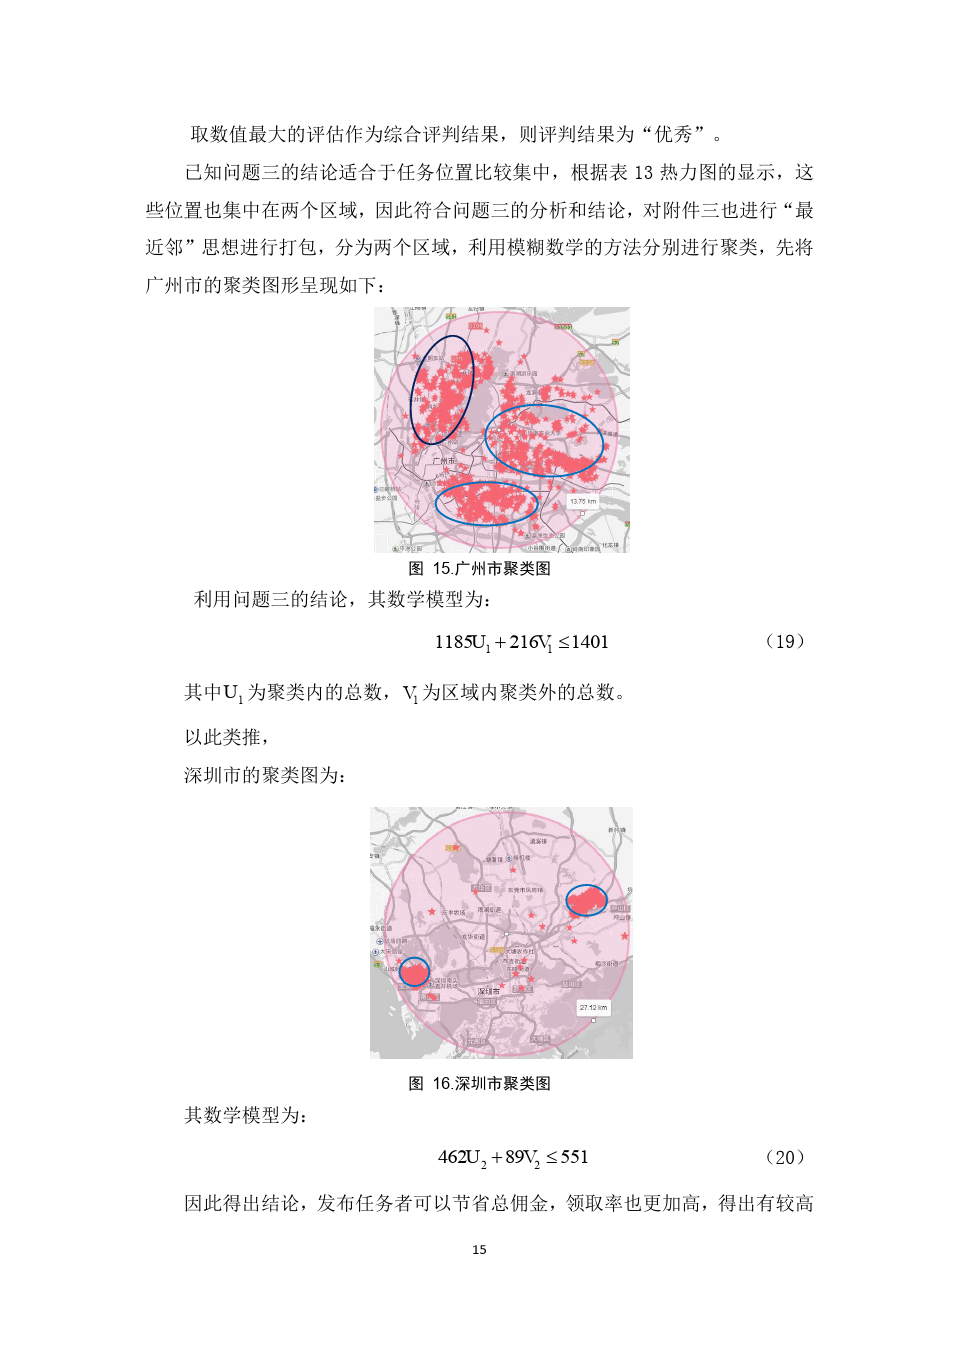 取数值最大的评估作为综合评判结果，则评判结果为“优秀”。
已知问题三的结论适合于任务位置比较集中，根据表 13 热力图的显示，这
些位置也集中在两个区域，因此符合问题三的分析和结论，对附件三也进行“最
近邻”思想进行打包，分为两个区域，利用模糊数学的方法分别进行聚类，先将
广州市的聚类图形呈现如下：
广州市
13.75 km
图 15.广州市聚类图
利用问题三的结论，其数学模型为：
1185U₁ + 216V₁ ≤ 1401 （19）
其中U₁为聚类内的总数，V₁为区域内聚类外的总数。
以此类推，
深圳市的聚类图为：
深圳市
27.12 km
图 16.深圳市聚类图
其数学模型为：
462U₂ + 89V₂ ≤ 551 （20）
因此得出结论，发布任务者可以节省总佣金，领取率也更加高，得出有较高
15